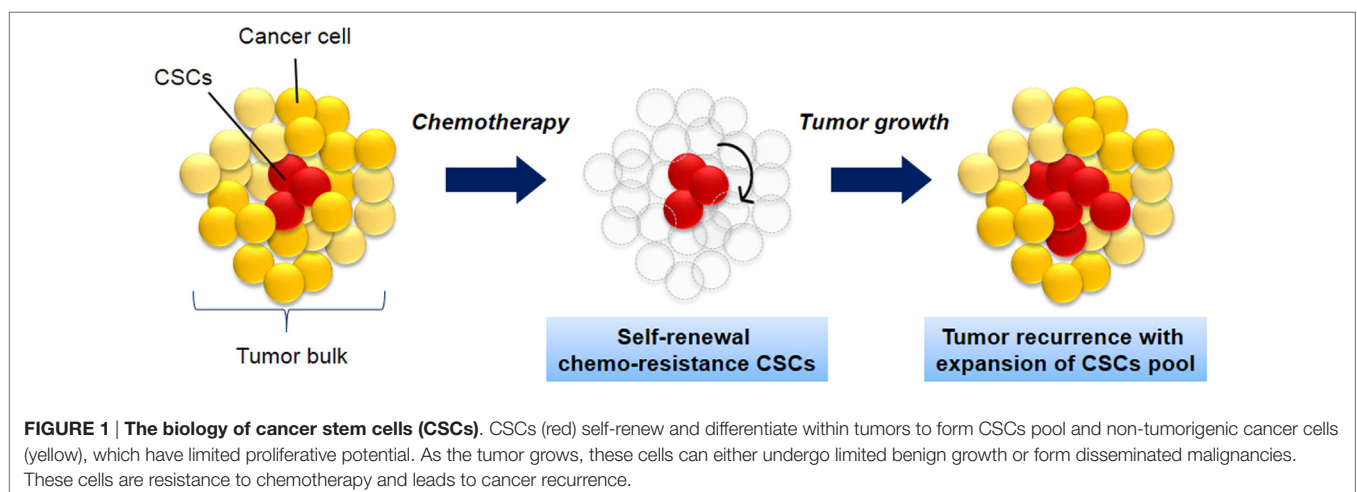 Cancer cell
CSCs
Chemotherapy
Tumor growth
Tumor bulk
Self-renewal
chemo-resistance CSCs
Tumor recurrence with
expansion of CSCs pool
FIGURE 1 | The biology of cancer stem cells (CSCs). CSCs (red) self-renew and differentiate within tumors to form CSCs pool and non-tumorigenic cancer cells
(yellow), which have limited proliferative potential. As the tumor grows, these cells can either undergo limited benign growth or form disseminated malignancies.
These cells are resistance to chemotherapy and leads to cancer recurrence.